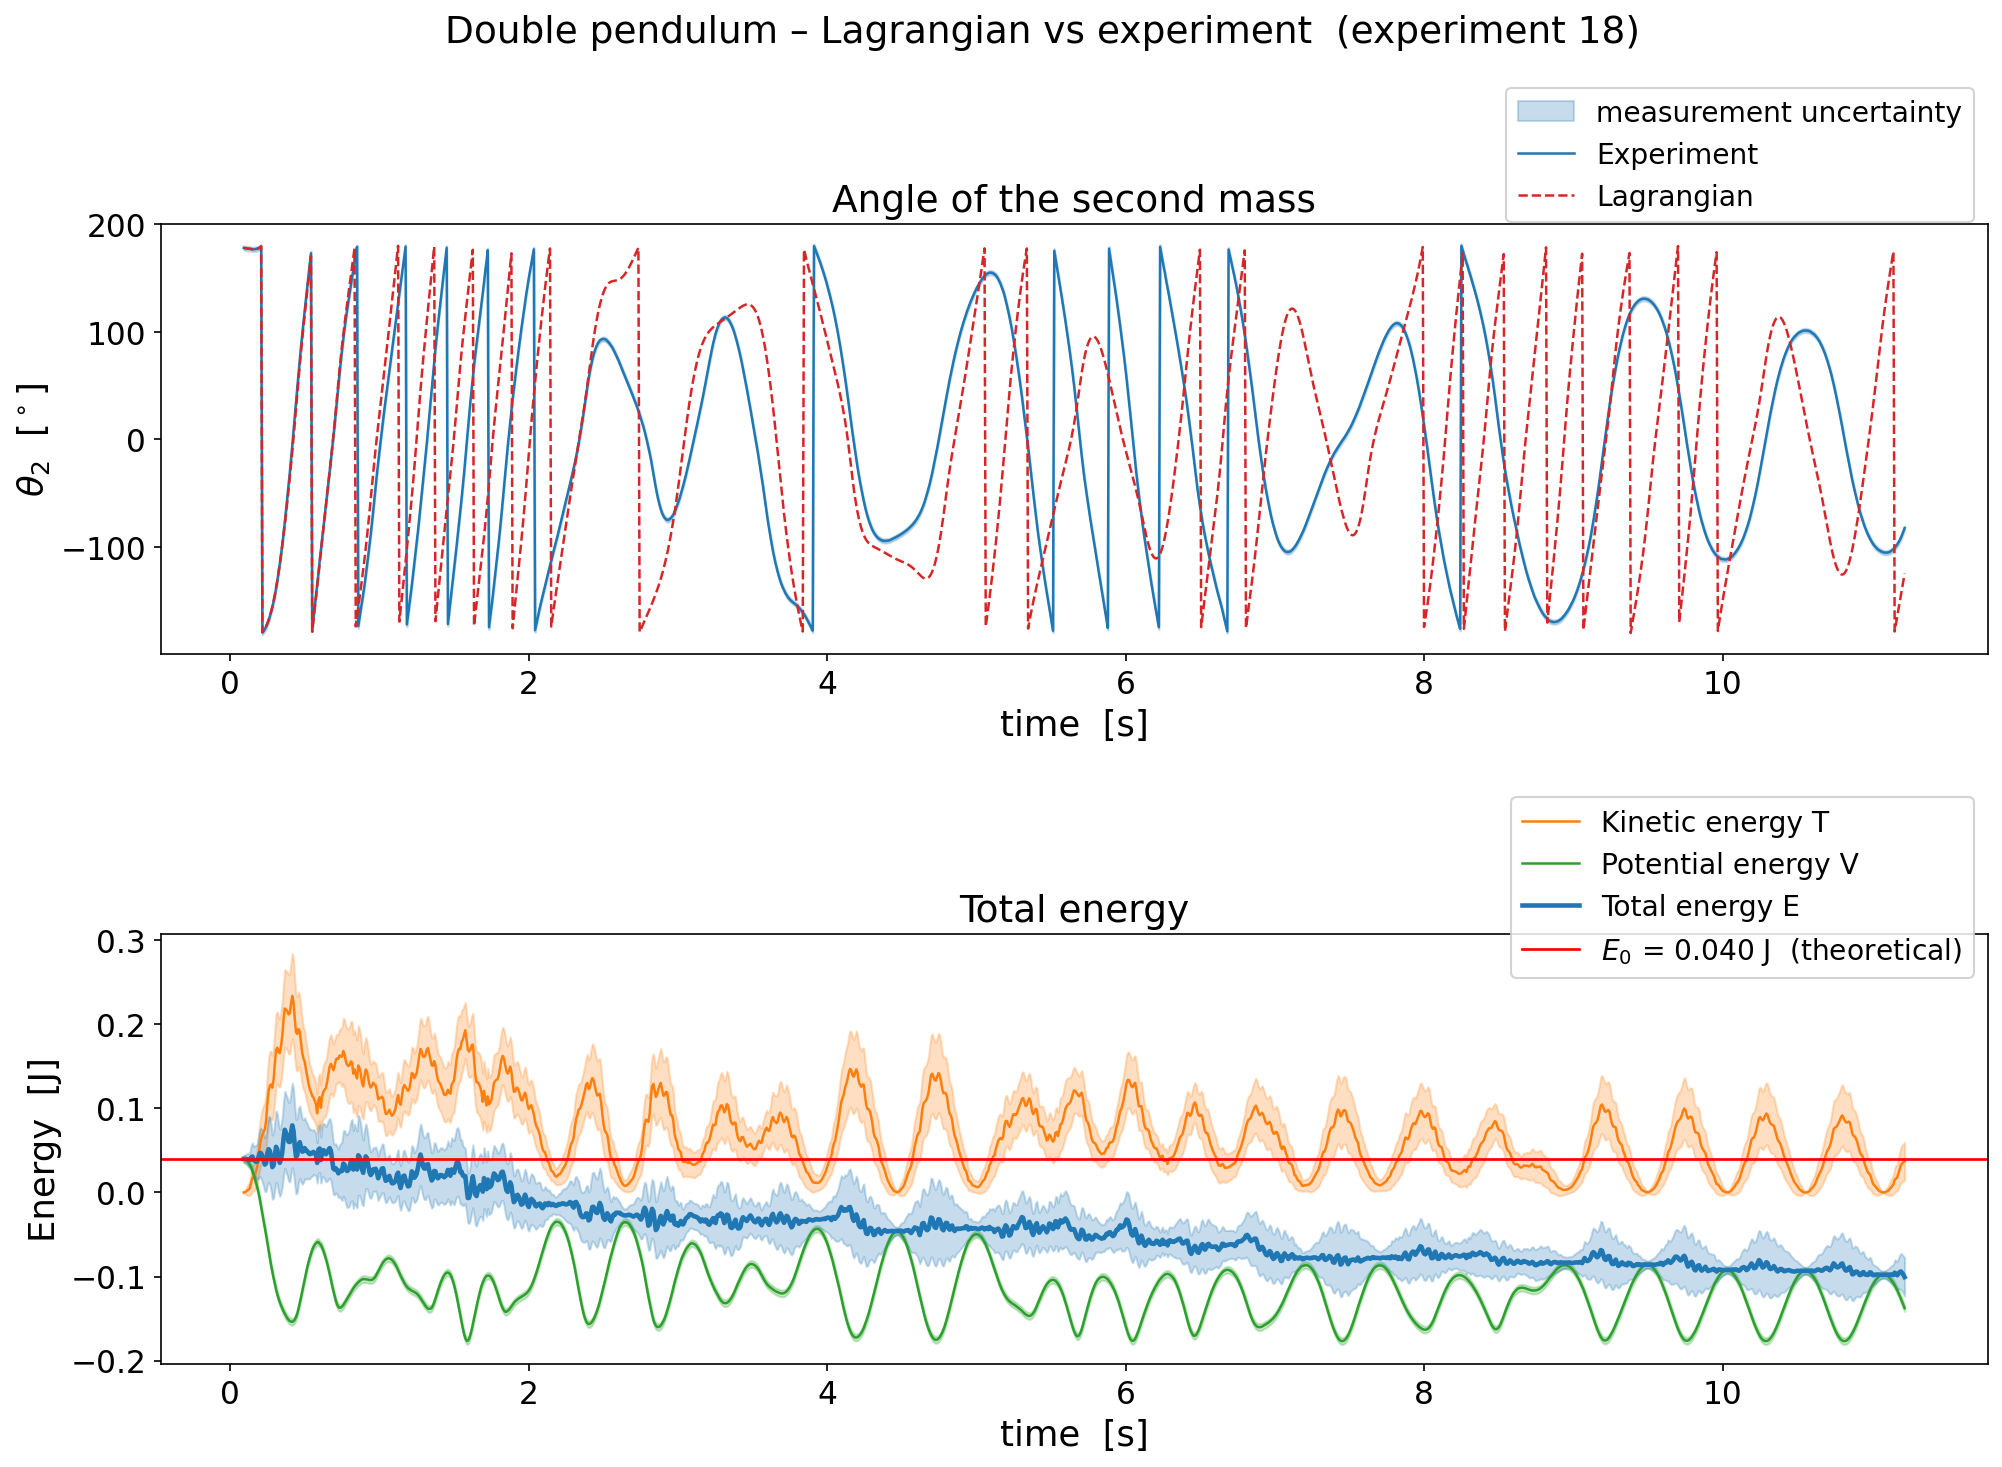 Double pendulum – Lagrangian vs experiment (experiment 18)
measurement uncertainty
Experiment
Lagrangian
Angle of the second mass
200
100
0
−100
θ₂ [°]
0 2 4 6 8 10
time [s]
Kinetic energy T
Potential energy V
Total energy E
E₀ = 0.040 J (theoretical)
Total energy
0.3
0.2
0.1
0.0
−0.1
−0.2
Energy [J]
0 2 4 6 8 10
time [s]